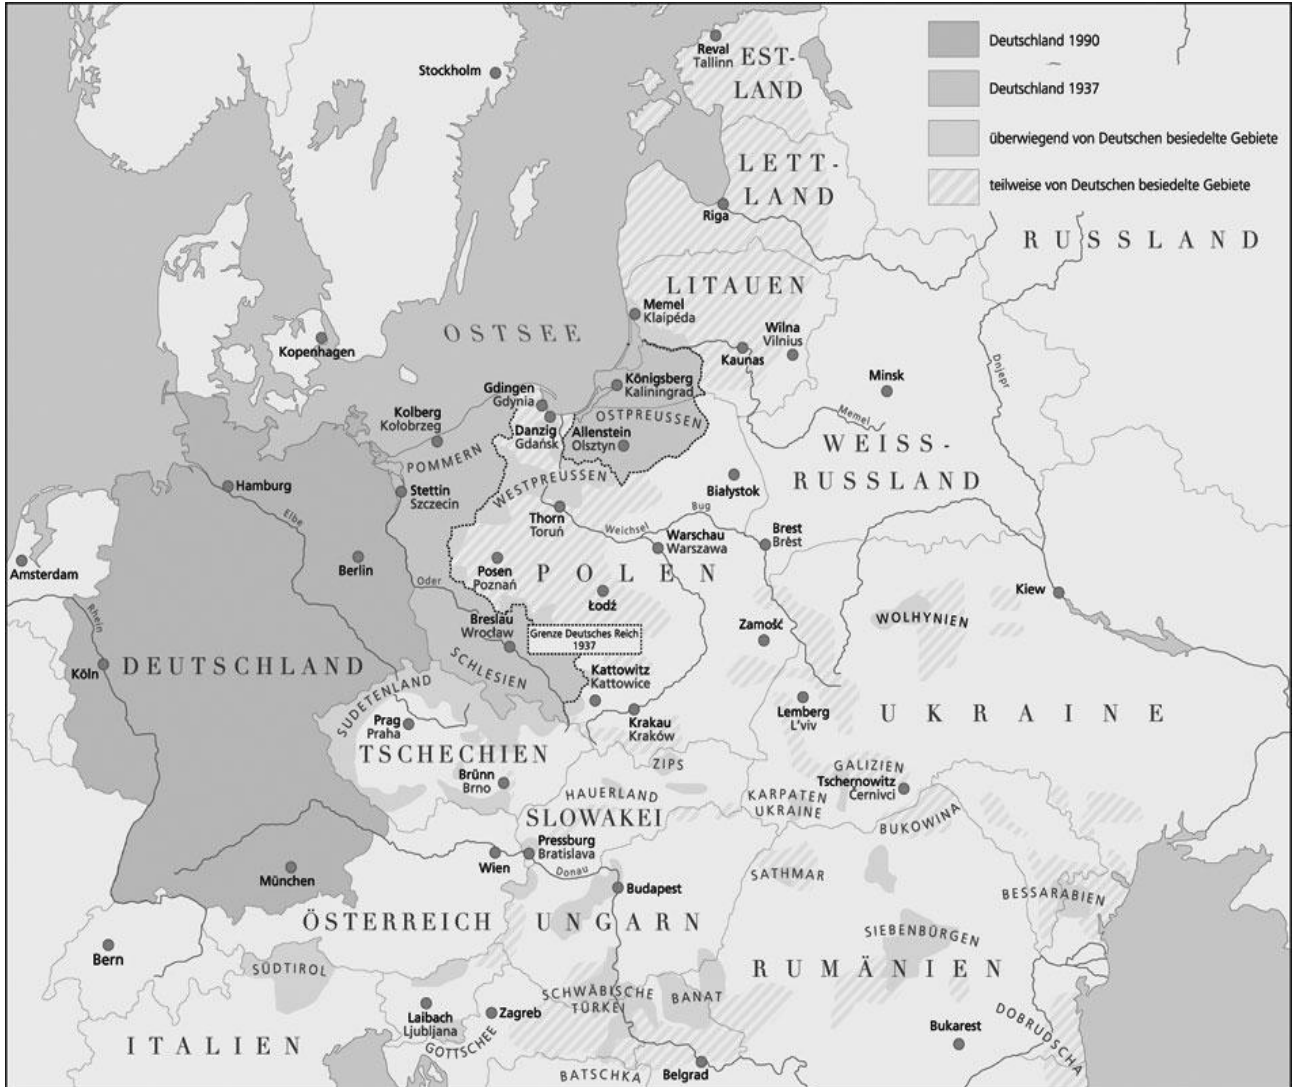 Deutschland 1990
Deutschland 1937
überwiegend von Deutschen besiedelte Gebiete
teilweise von Deutschen besiedelte Gebiete
Reval
Tallinn
EST-
LAND
Stockholm
LETT-
LAND
Riga
RUSSLAND
LITAUEN
Memel
Klaipéda
Wilna
Vilnius
Kaunas
OSTSEE
Kopenhagen
Minsk
Dnjepr
Königsberg
Kaliningrad
Gdingen
Gdynia
OSTPREUSSEN
Memel
Kolberg
Kołobrzeg
Danzig
Gdańsk
Allenstein
Olsztyn
WEISS-
RUSSLAND
POMMERN
Hamburg
Stettin
Szczecin
WESTPREUSSEN
Białystok
Elbe
Thorn
Toruń
Weichsel
Bug
Warschau
Warszawa
Brest
Brèst
Amsterdam
Berlin
Posen
Poznań
POLEN
Oder
Łodź
Kiew
Rhein
Breslau
Wrocław
Grenze Deutsches Reich
1937
Zamość
WOLHYNIEN
Köln
DEUTSCHLAND
SCHLESIEN
Kattowitz
Kattowice
SUDETENLAND
Prag
Praha
Krakau
Kraków
Lemberg
L'viv
UKRAINE
TSCHECHIEN
ZIPS
GALIZIEN
Brünn
Brno
HAUERLAND
KARPATEN
UKRAINE
Tschernowitz
Černivci
SLOWAKEI
BUKOWINA
Pressburg
Bratislava
Wien
Donau
München
Budapest
SATHMAR
BESSARABIEN
ÖSTERREICH
UNGARN
SIEBENBÜRGEN
Bern
SÜDTIROL
RUMÄNIEN
SCHWÄBISCHE
TÜRKEI
BANAT
Laibach
Ljubljana
Zagreb
DOBRUDSCHA
Bukarest
ITALIEN
GOTTSCHEE
BATSCHKA
Belgrad